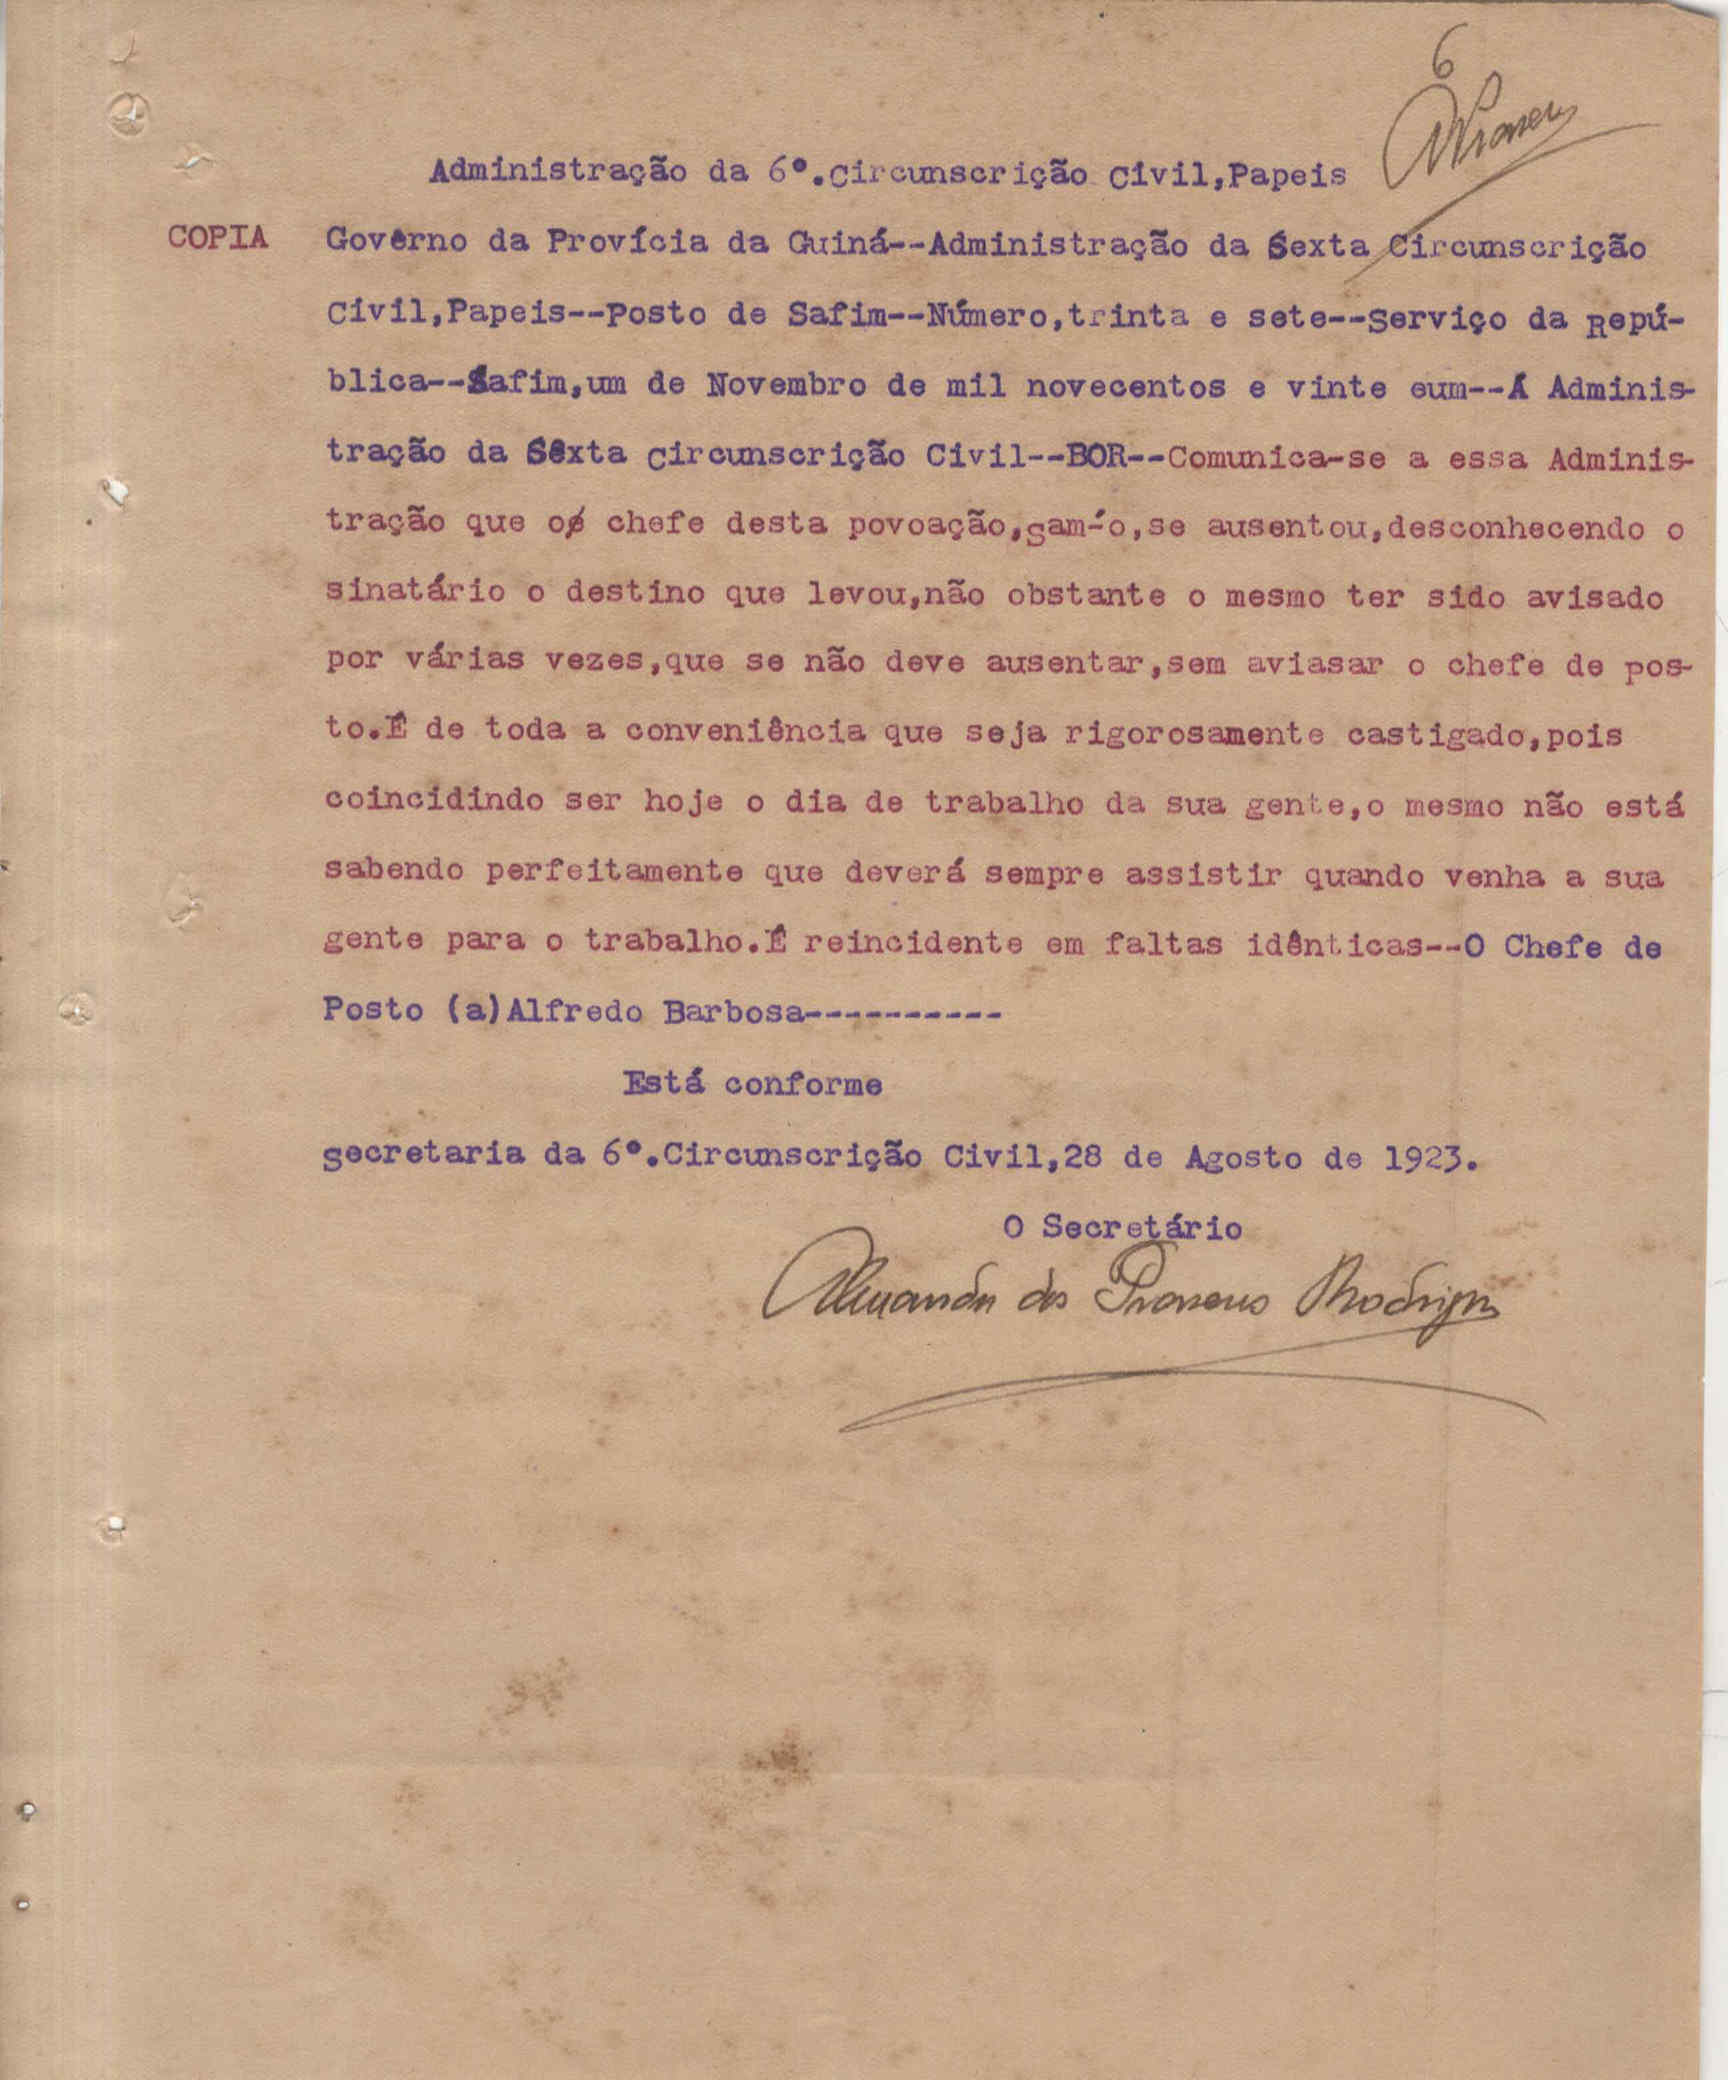 6
Administração da 6º.Circunscrição Civil,Papeis
COPIA Govêrno da Provícia da Guiná--Administração da Sexta Circunscrição
Civil,Papeis--Posto de Safim--Número,trinta e sete--Serviço da Repú-
blica--Safim,um de Novembro de mil novecentos e vinte eum--Á Adminis-
tração da Sexta Circunscrição Civil--BOR--Comunica-se a essa Adminis-
tração que o chefe desta povoação,Sam-ó,se ausentou,desconhecendo o
sinatário o destino que levou,não obstante o mesmo ter sido avisado
por várias vezes,que se não deve ausentar,sem aviasar o chefe de pos-
to.É de toda a conveniência que seja rigorosamente castigado,pois
coincidindo ser hoje o dia de trabalho da sua gente,o mesmo não está
sabendo perfeitamente que deverá sempre assistir quando venha a sua
gente para o trabalho.É reincidente em faltas idênticas--O Chefe de
Posto (a)Alfredo Barbosa----------
Está conforme
Secretaria da 6º.Circunscrição Civil,28 de Agosto de 1923.
O Secretário
dos Rodrigues